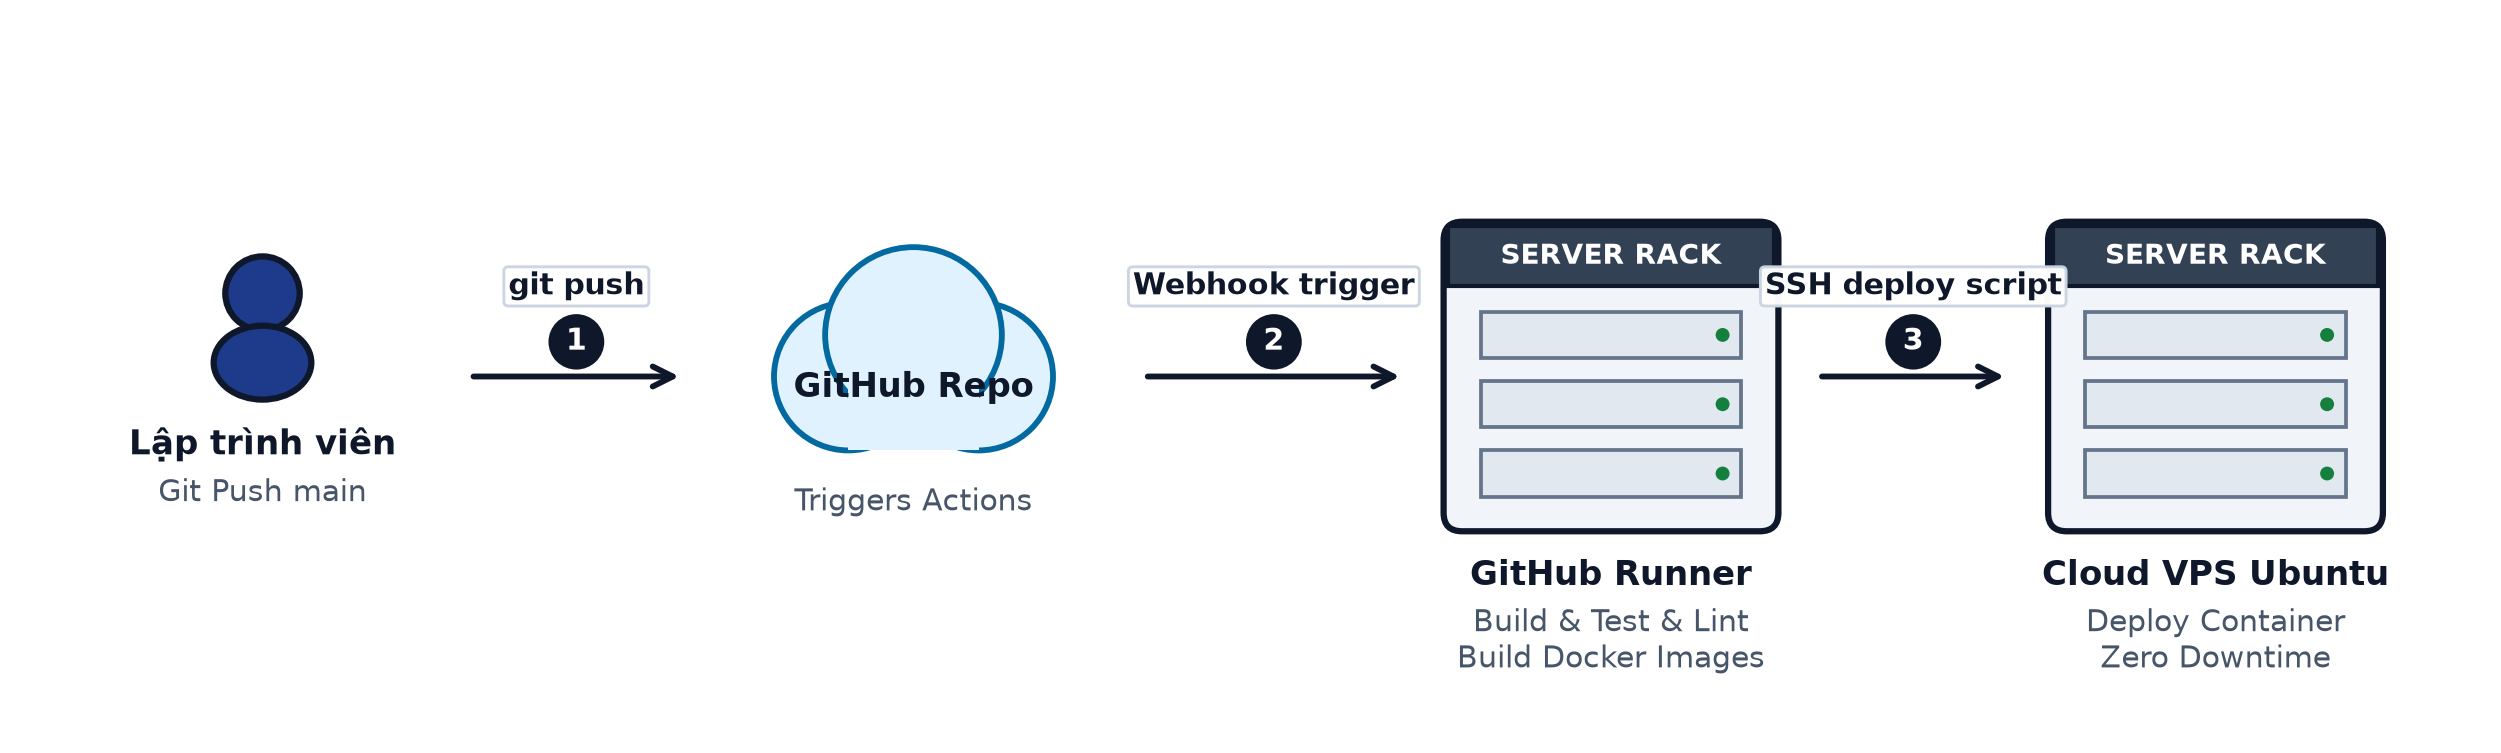 Lập trình viên
Git Push main
git push
1
GitHub Repo
Triggers Actions
Webhook trigger
2
SERVER RACK
GitHub Runner
Build & Test & Lint
Build Docker Images
SSH deploy script
3
SERVER RACK
Cloud VPS Ubuntu
Deploy Container
Zero Downtime